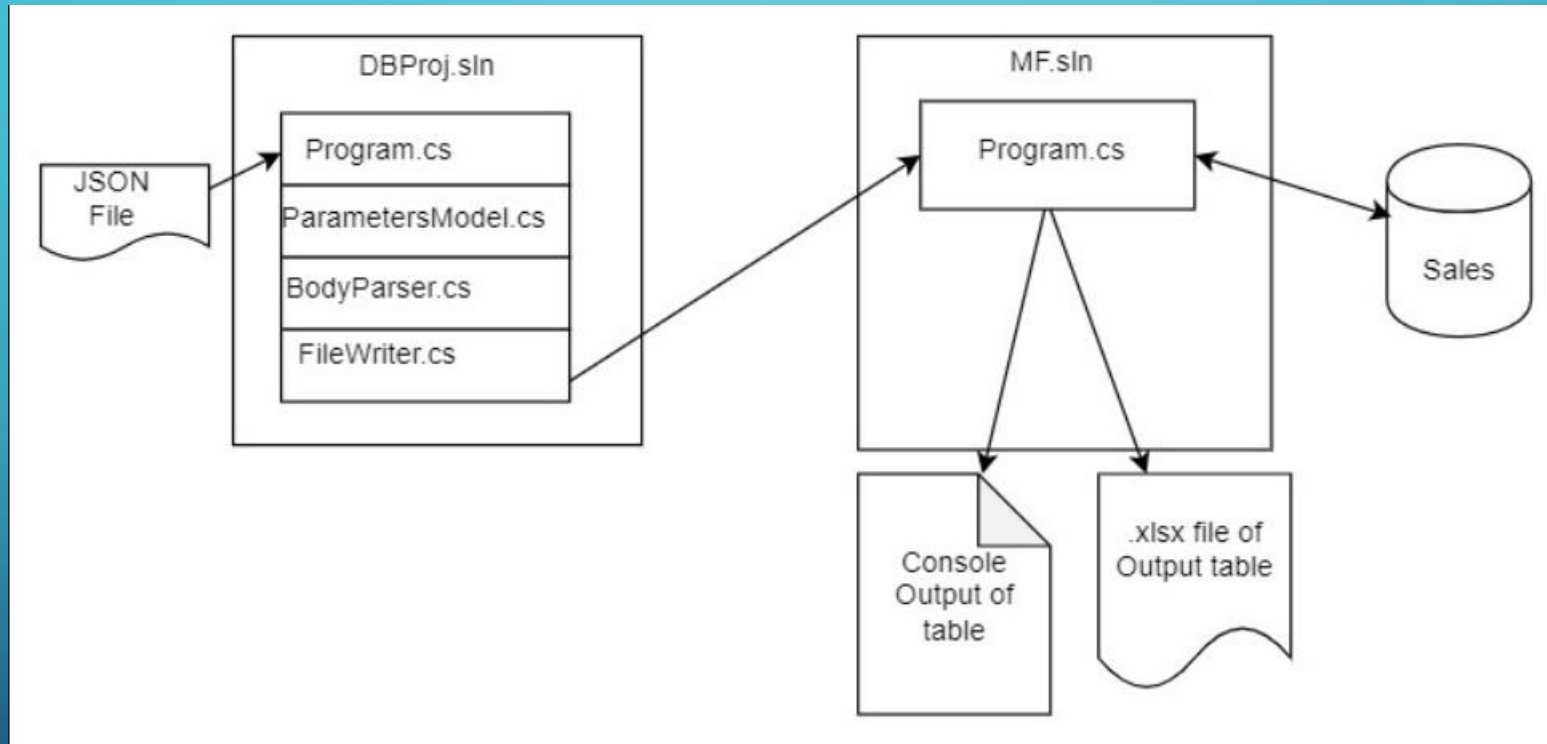 DBProj.sln
Program.cs
ParametersModel.cs
BodyParser.cs
FileWriter.cs
JSON
File
MF.sln
Program.cs
Sales
Console
Output of
table
.xlsx file of
Output table